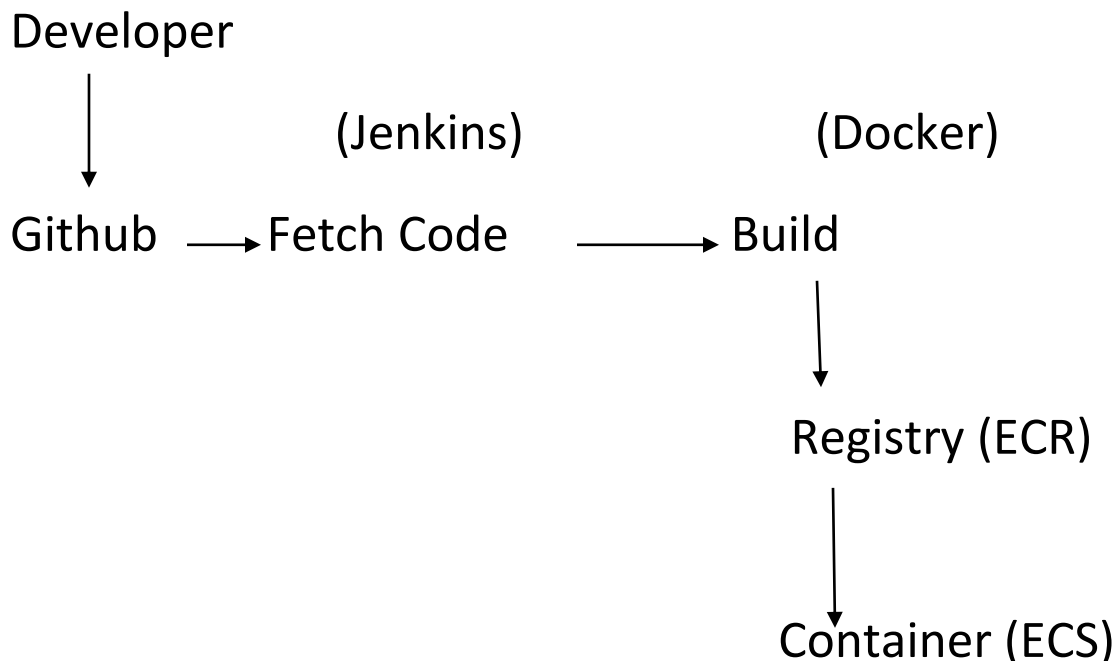 Developer
(Jenkins) (Docker)
Github Fetch Code Build
Registry (ECR)
Container (ECS)